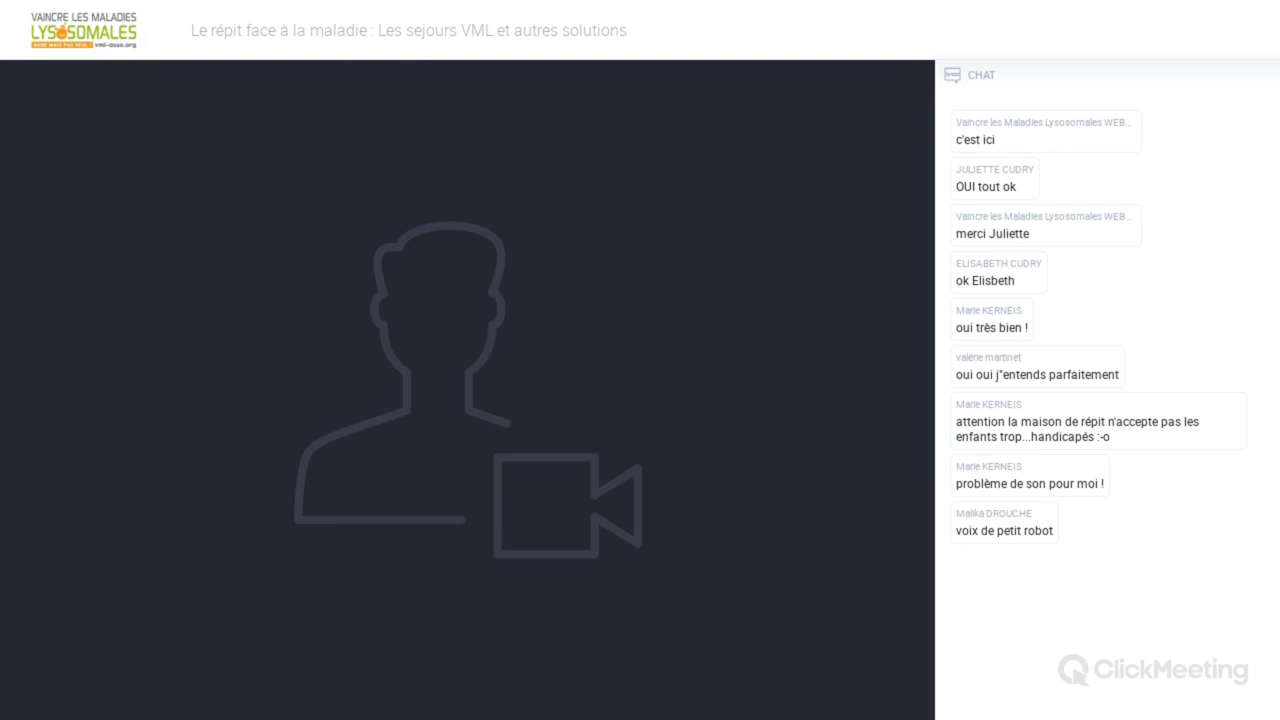 VAINCRE LES MALADIES
LYSOSOMALES
RARE MAIS PAS SEUL ! vml-asso.org
Le répit face à la maladie : Les sejours VML et autres solutions
CHAT
Vaincre les Maladies Lysosomales WEB...
c'est ici
JULIETTE CUDRY
OUI tout ok
Vaincre les Maladies Lysosomales WEB...
merci Juliette
ELISABETH CUDRY
ok Elisbeth
Marie KERNEIS
oui très bien !
valérie martinet
oui oui j"entends parfaitement
Marie KERNEIS
attention la maison de répit n'accepte pas les
enfants trop...handicapés :-o
Marie KERNEIS
problème de son pour moi !
Malika DROUCHE
voix de petit robot
ClickMeeting